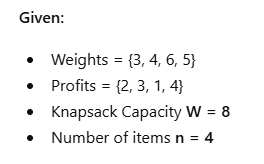 Given:
• Weights = {3, 4, 6, 5}
• Profits = {2, 3, 1, 4}
• Knapsack Capacity W = 8
• Number of items n = 4